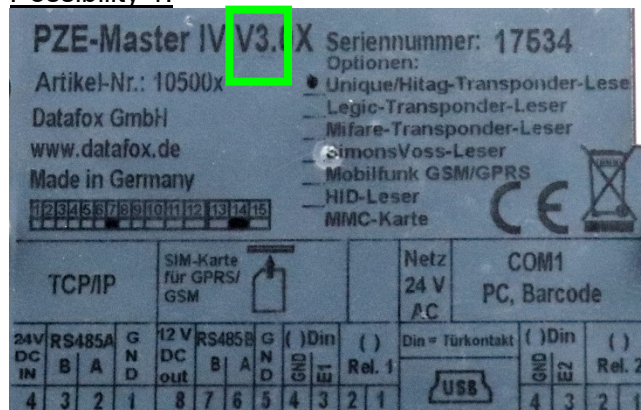 PZE-Master IV V3.0X
Seriennummer: 17534
Artikel-Nr.: 10500x
Datafox GmbH
www.datafox.de
Made in Germany
1 2 3 4 5 6 7 8 9 10 11 12 13 14 15
Optionen:
Unique/Hitag-Transponder-Lese
Legic-Transponder-Leser
Mifare-Transponder-Leser
SimonsVoss-Leser
Mobilfunk GSM/GPRS
HID-Leser
MMC-Karte
CE
TCP/IP
SIM-Karte
für GPRS/
GSM
Netz
24 V
AC
COM1
PC, Barcode
24V DC IN
RS485A
B A
GND
12 V DC out
RS485B
B A
GND
( ) Din
GND E1
( )
Rel. 1
Din = Türkontakt
USB
( ) Din
GND E2
( )
Rel. 2
4 3 2 1 8 7 6 5 4 3 2 1 4 3 2